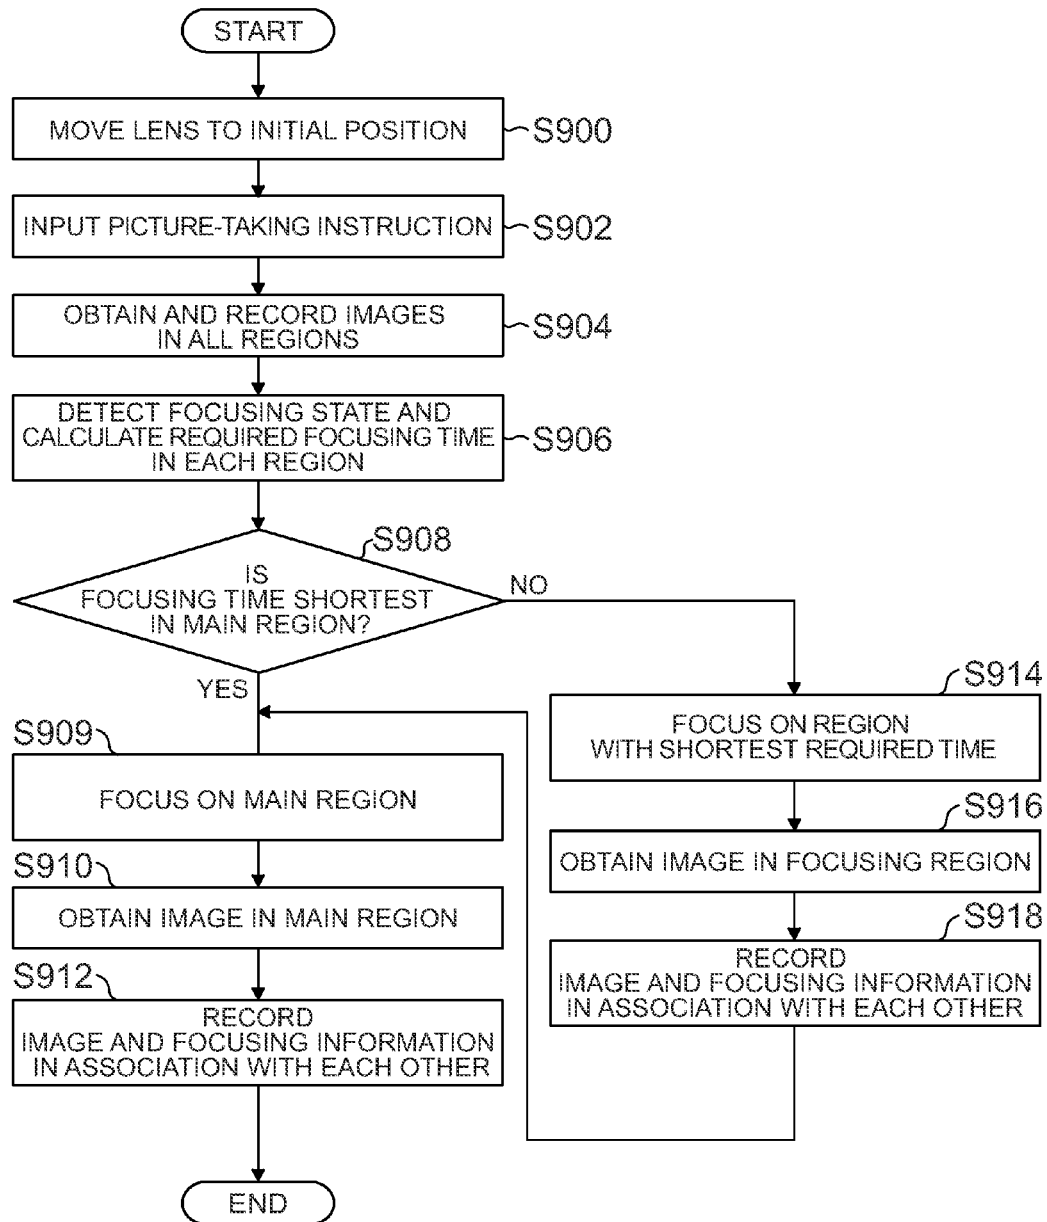 START
MOVE LENS TO INITIAL POSITION
S900
INPUT PICTURE-TAKING INSTRUCTION
S902
OBTAIN AND RECORD IMAGES
IN ALL REGIONS
S904
DETECT FOCUSING STATE AND
CALCULATE REQUIRED FOCUSING TIME
IN EACH REGION
S906
S908
IS
FOCUSING TIME SHORTEST
IN MAIN REGION?
NO
YES
S909
FOCUS ON MAIN REGION
S910
OBTAIN IMAGE IN MAIN REGION
S912
RECORD
IMAGE AND FOCUSING INFORMATION
IN ASSOCIATION WITH EACH OTHER
S914
FOCUS ON REGION
WITH SHORTEST REQUIRED TIME
S916
OBTAIN IMAGE IN FOCUSING REGION
S918
RECORD
IMAGE AND FOCUSING INFORMATION
IN ASSOCIATION WITH EACH OTHER
END